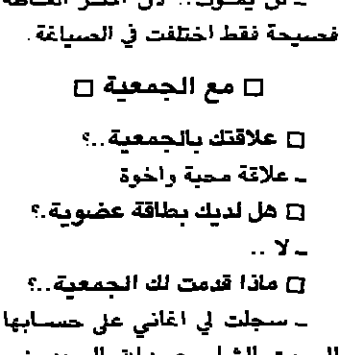 فصيحة فقط اختلفت في الصياغة .
□ مع الجمعية □
□ علاقتك بالجمعية ..؟
ـ علاقة محبة واخوة
□ هل لديك بطاقة عضوية .؟
ـ لا ..
□ ماذا قدمت لك الجمعية ..؟
ـ سجلت لي اغاني على حسابها